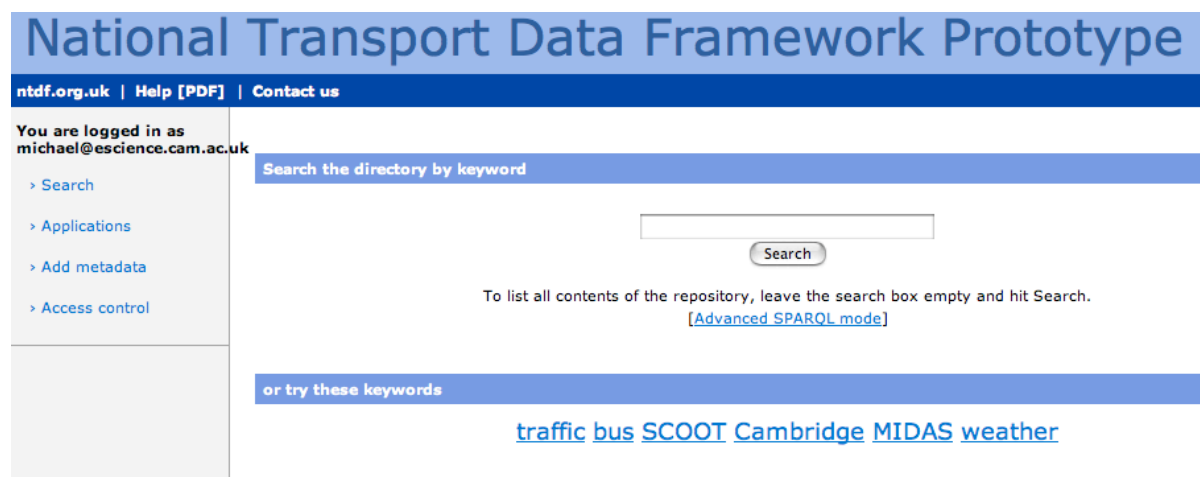 National Transport Data Framework Prototype
ntdf.org.uk | Help [PDF] | Contact us
You are logged in as
michael@escience.cam.ac.uk
› Search
› Applications
› Add metadata
› Access control
Search the directory by keyword
Search
To list all contents of the repository, leave the search box empty and hit Search.
[Advanced SPARQL mode]
or try these keywords
traffic bus SCOOT Cambridge MIDAS weather